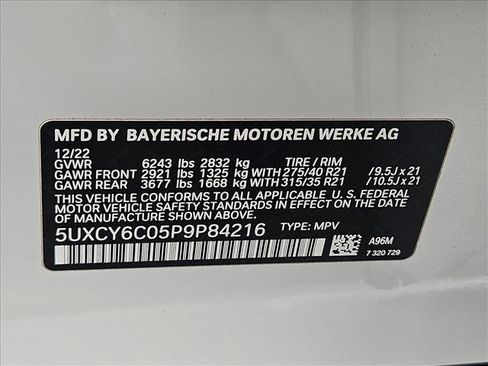 MFD BY BAYERISCHE MOTOREN WERKE AG
12/22
GVWR 6243 lbs 2832 kg TIRE / RIM
GAWR FRONT 2921 lbs 1325 kg WITH 275/40 R21 / 9.5J x 21
GAWR REAR 3677 lbs 1668 kg WITH 315/35 R21 / 10.5J x 21
THIS VEHICLE CONFORMS TO ALL APPLICABLE U. S. FEDERAL
MOTOR VEHICLE SAFETY STANDARDS IN EFFECT
ON THE DATE OF MANUFACTURE SHOWN ABOVE.
5UXCY6C05P9P84216 TYPE: MPV
A96M
7 320 729